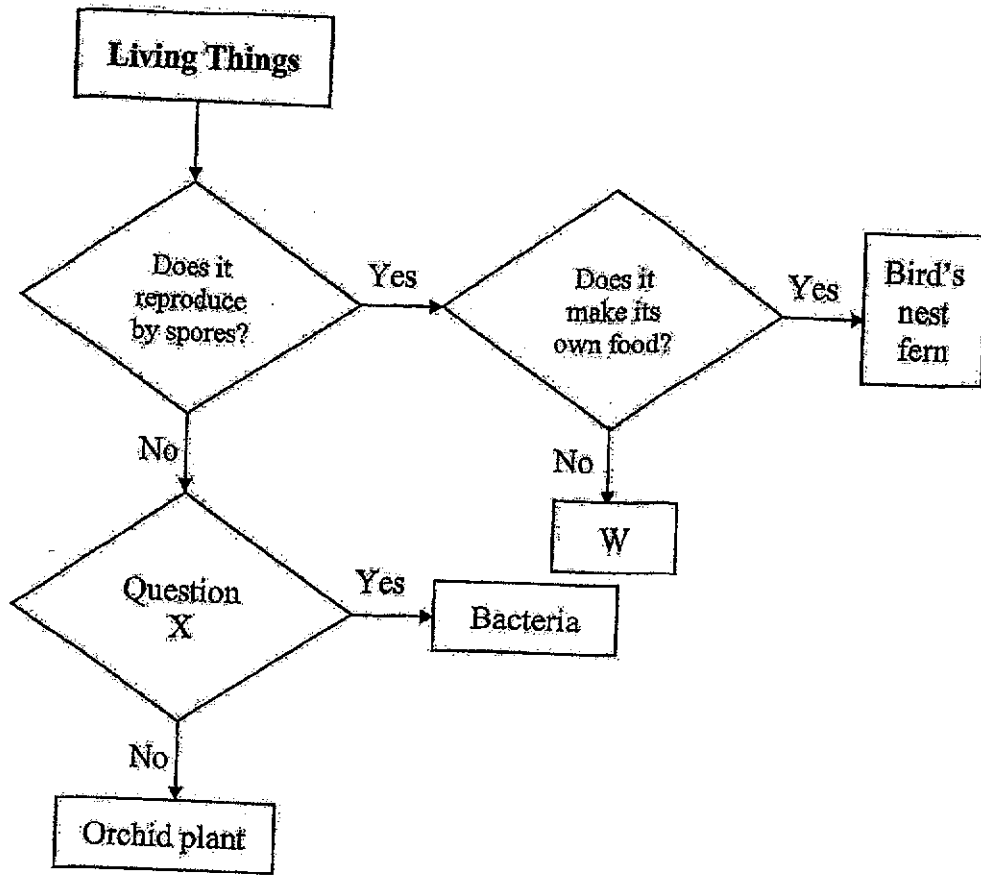 Living Things
Does it
reproduce
by spores?
Yes
Does it
make its
own food?
Yes
Bird's
nest
fern
No
No
W
Question
X
Yes
Bacteria
No
Orchid plant